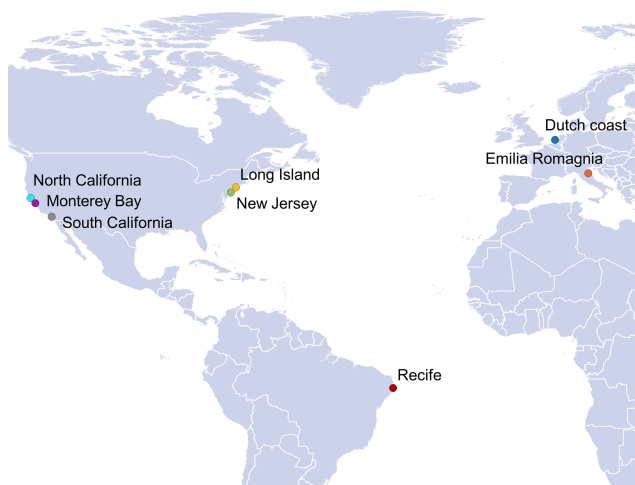 Dutch coast
Emilia Romagnia
Long Island
North California
Monterey Bay
New Jersey
South California
Recife